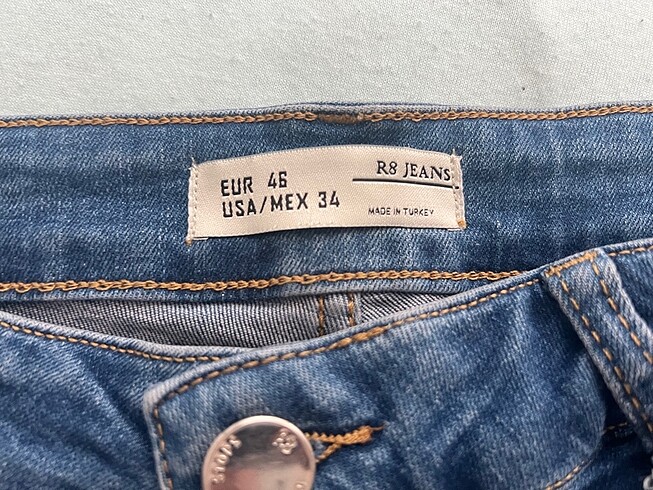 EUR 46
USA/MEX 34
R8 JEANS
MADE IN TURKEY